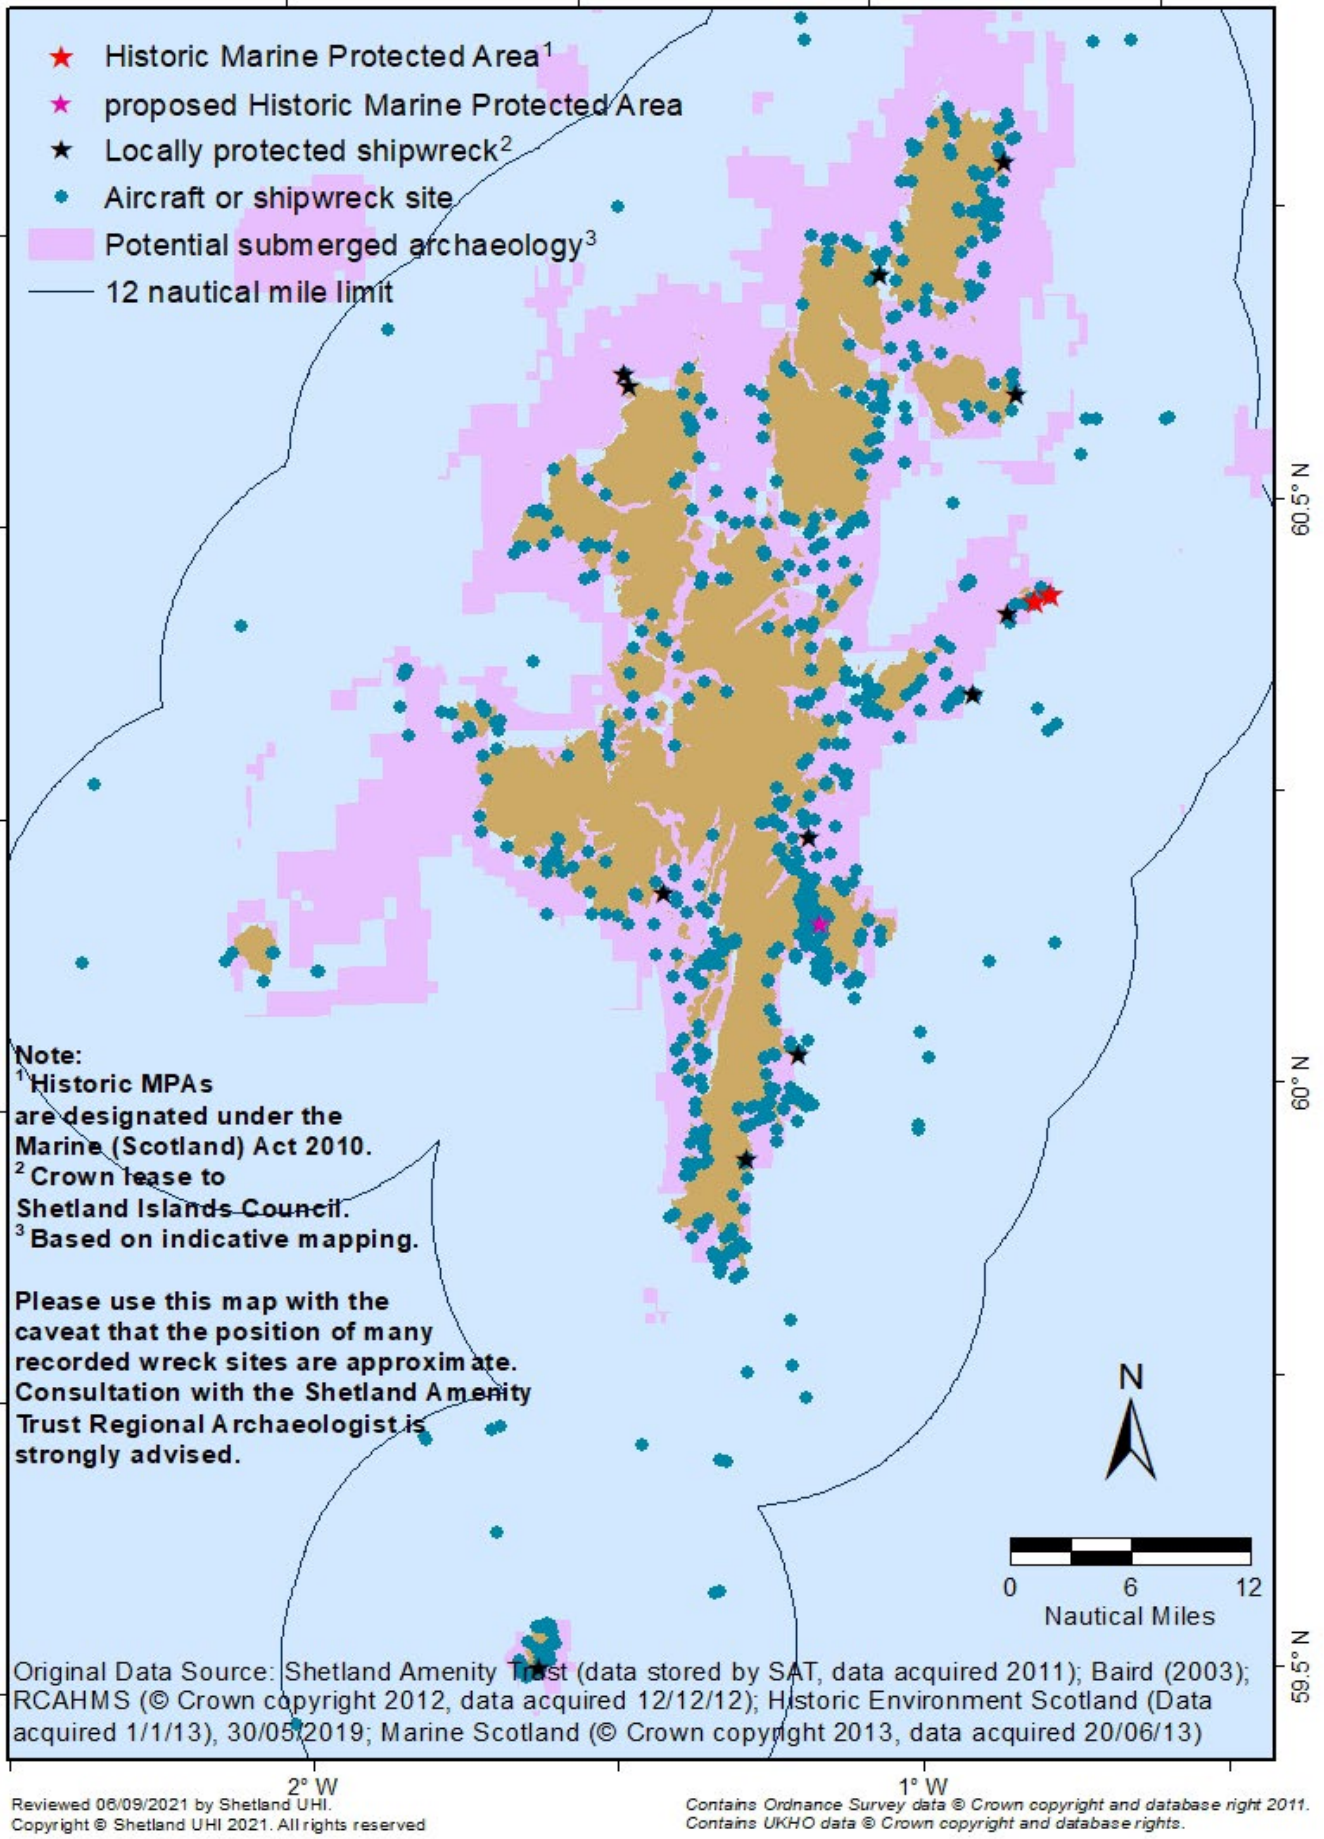 Historic Marine Protected Area¹
proposed Historic Marine Protected Area
Locally protected shipwreck²
Aircraft or shipwreck site
Potential submerged archaeology³
12 nautical mile limit
60.5° N
60° N
Note:
¹ Historic MPAs
are designated under the
Marine (Scotland) Act 2010.
² Crown lease to
Shetland Islands Council.
³ Based on indicative mapping.
Please use this map with the
caveat that the position of many
recorded wreck sites are approximate.
Consultation with the Shetland Amenity
Trust Regional Archaeologist is
strongly advised.
N
0 6 12
Nautical Miles
59.5° N
Original Data Source: Shetland Amenity Trust (data stored by SAT, data acquired 2011); Baird (2003);
RCAHMS (© Crown copyright 2012, data acquired 12/12/12); Historic Environment Scotland (Data
acquired 1/1/13), 30/05/2019; Marine Scotland (© Crown copyright 2013, data acquired 20/06/13)
2° W 1° W
Reviewed 06/09/2021 by Shetland UHI.
Copyright © Shetland UHI 2021. All rights reserved
Contains Ordnance Survey data © Crown copyright and database right 2011.
Contains UKHO data © Crown copyright and database rights.